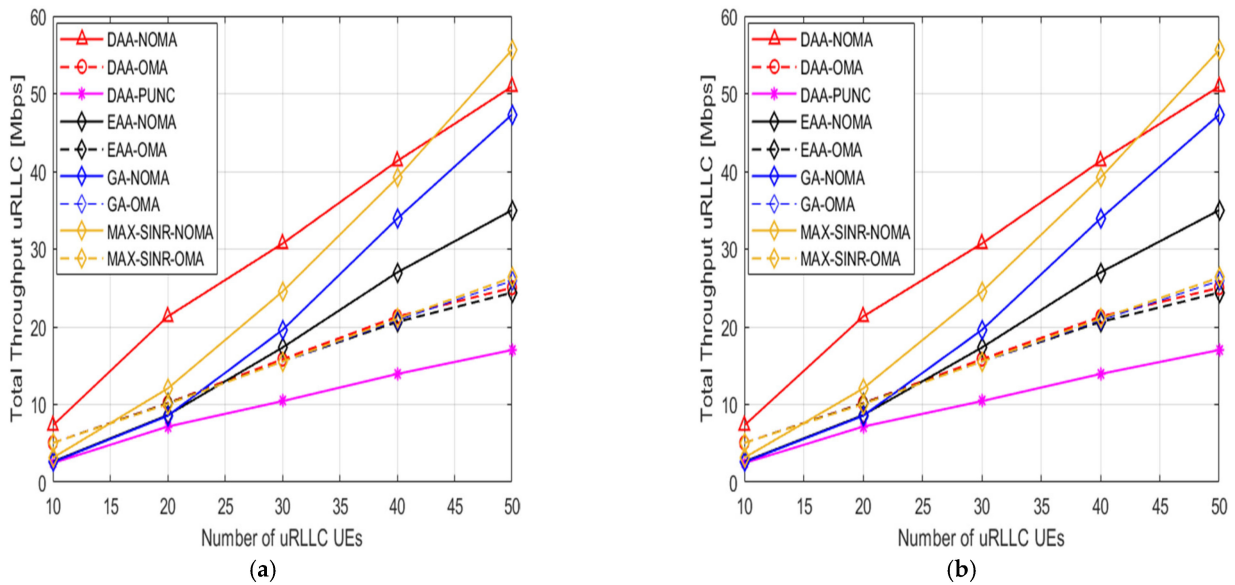 60
50
40
30
20
10
0
Total Throughput uRLLC [Mbps]
DAA-NOMA
DAA-OMA
DAA-PUNC
EAA-NOMA
EAA-OMA
GA-NOMA
GA-OMA
MAX-SINR-NOMA
MAX-SINR-OMA
10 15 20 25 30 35 40 45 50
Number of uRLLC UEs
(a)
60
50
40
30
20
10
0
Total Throughput uRLLC [Mbps]
DAA-NOMA
DAA-OMA
DAA-PUNC
EAA-NOMA
EAA-OMA
GA-NOMA
GA-OMA
MAX-SINR-NOMA
MAX-SINR-OMA
10 15 20 25 30 35 40 45 50
Number of uRLLC UEs
(b)